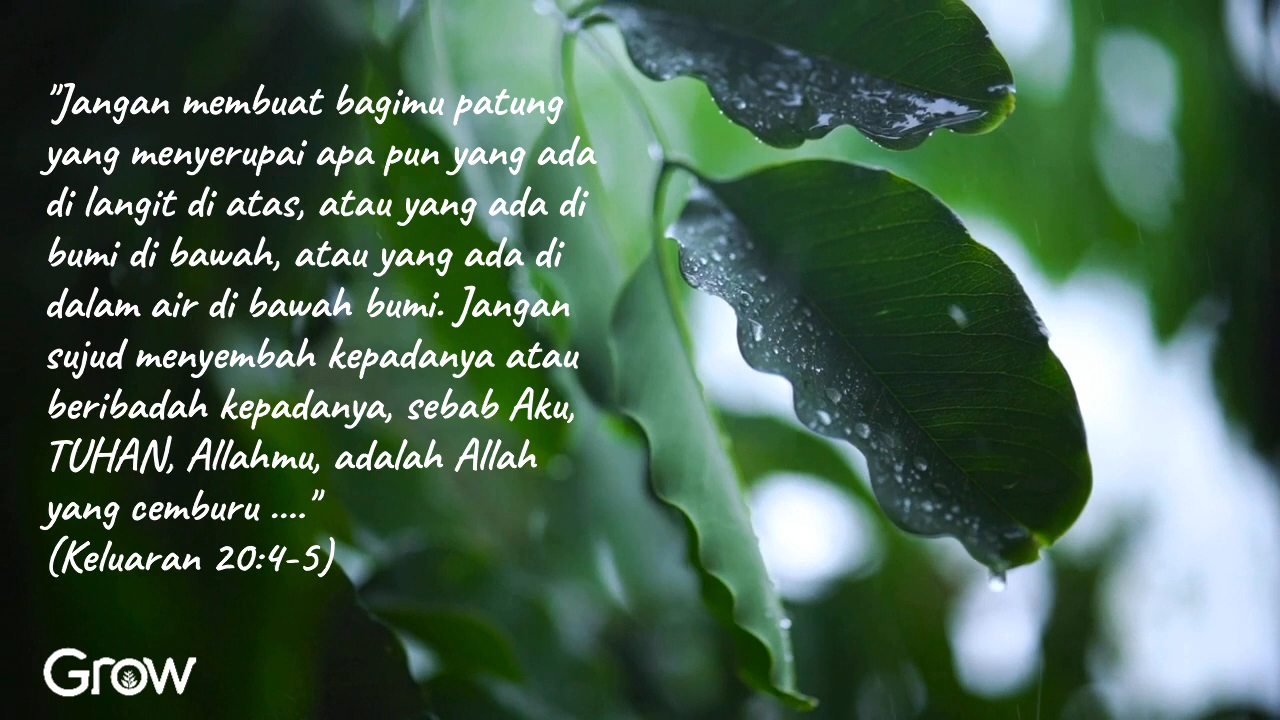 "Jangan membuat bagimu patung
yang menyerupai apa pun yang ada
di langit di atas, atau yang ada di
bumi di bawah, atau yang ada di
dalam air di bawah bumi. Jangan
sujud menyembah kepadanya atau
beribadah kepadanya, sebab Aku,
TUHAN, Allahmu, adalah Allah
yang cemburu ...."
(Keluaran 20:4-5)
Grow